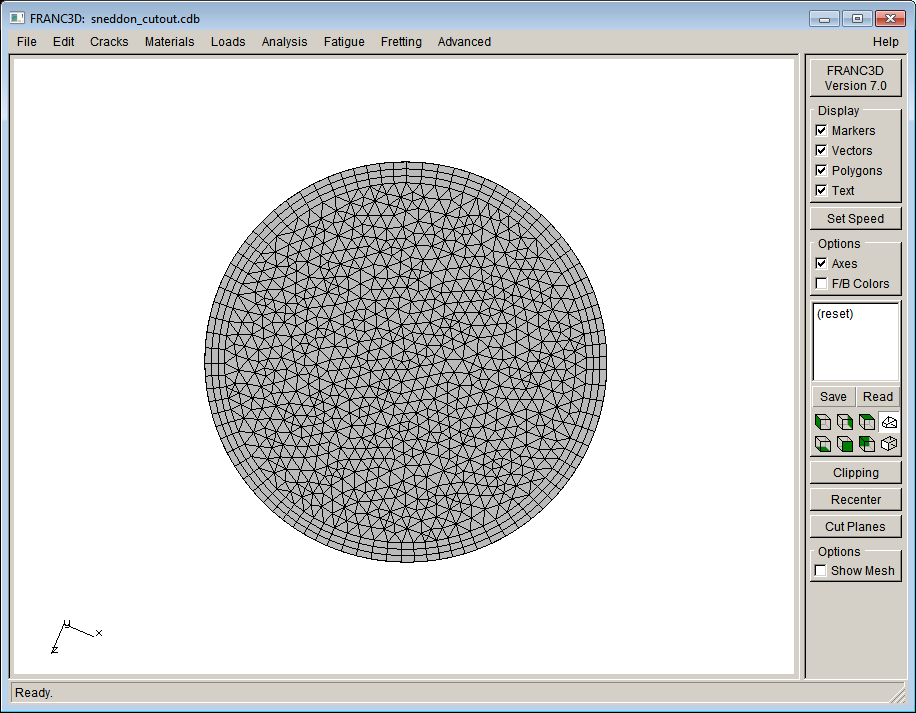 FRANC3D: sneddon_cutout.cdb
File Edit Cracks Materials Loads Analysis Fatigue Fretting Advanced Help
FRANC3D
Version 7.0
Display
Markers
Vectors
Polygons
Text
Set Speed
Options
Axes
F/B Colors
(reset)
Save Read
Clipping
Recenter
Cut Planes
Options
Show Mesh
y
x
z
Ready.